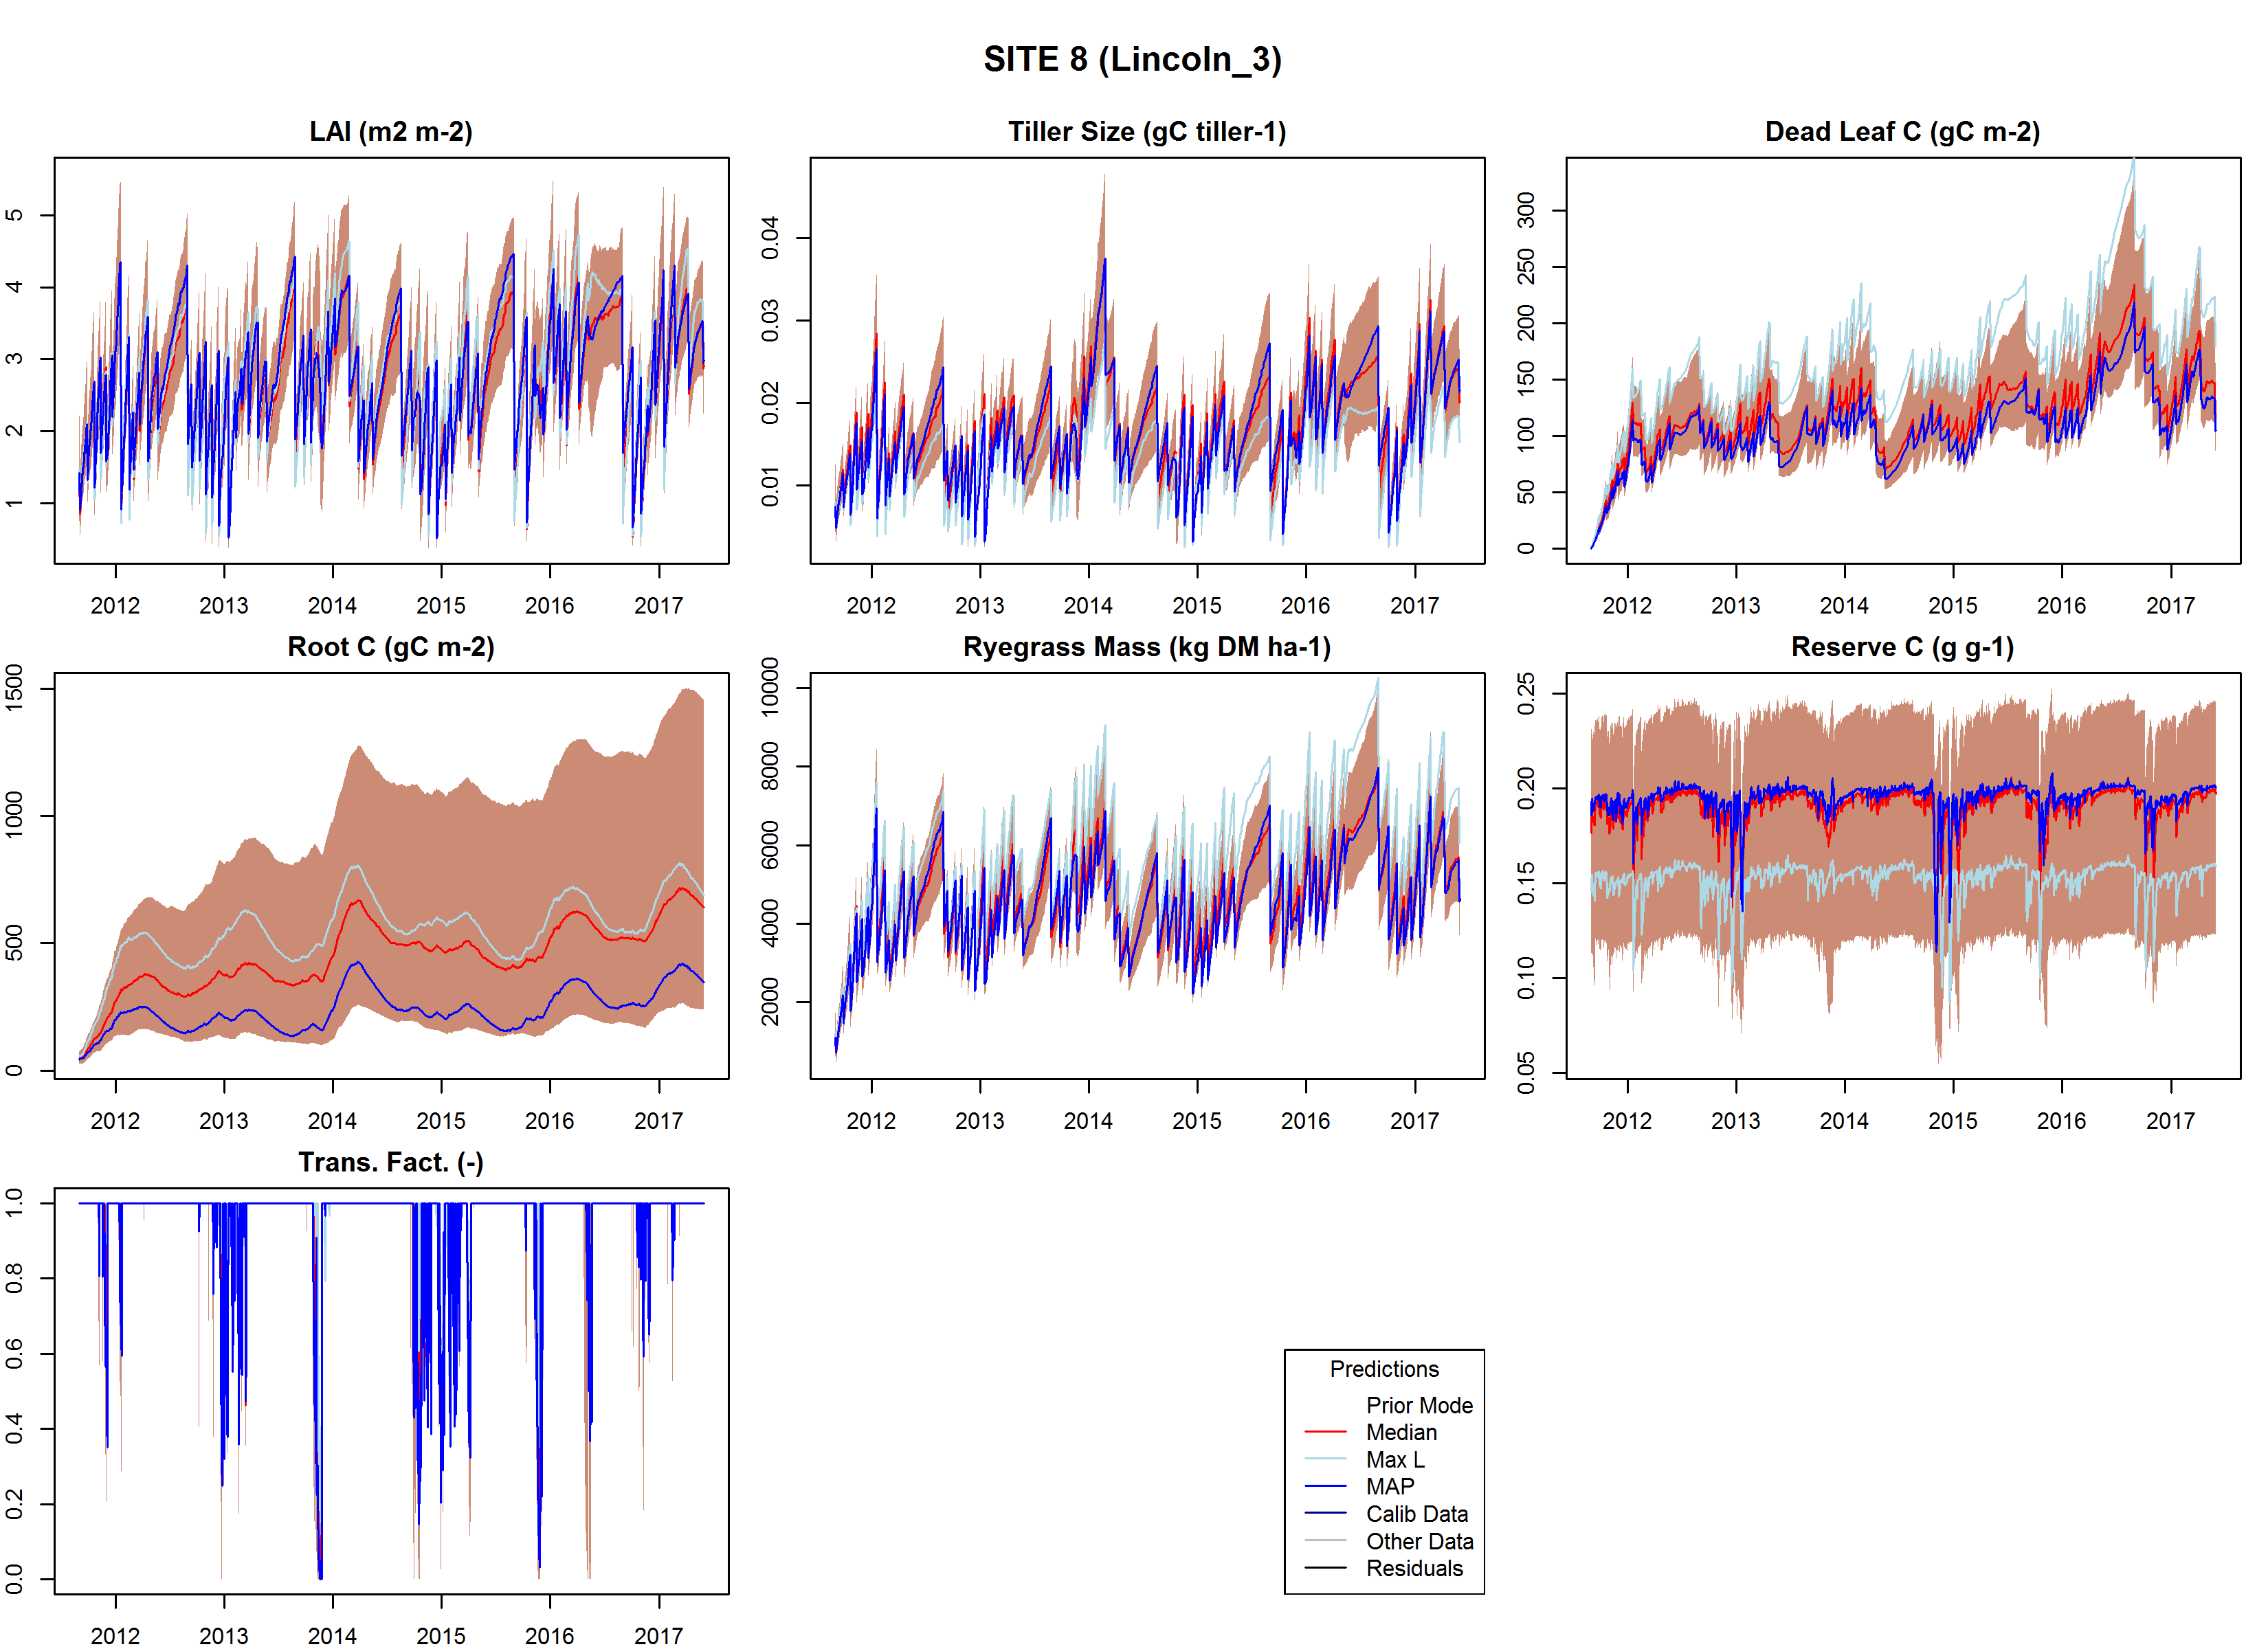 SITE 8 (Lincoln_3)
LAI (m2 m-2)
5
4
3
2
1
2012 2013 2014 2015 2016 2017
Tiller Size (gC tiller-1)
0.04
0.03
0.02
0.01
2012 2013 2014 2015 2016 2017
Dead Leaf C (gC m-2)
300
250
200
150
100
50
0
2012 2013 2014 2015 2016 2017
Root C (gC m-2)
1500
1000
500
0
2012 2013 2014 2015 2016 2017
Ryegrass Mass (kg DM ha-1)
10000
8000
6000
4000
2000
2012 2013 2014 2015 2016 2017
Reserve C (g g-1)
0.25
0.20
0.15
0.10
0.05
2012 2013 2014 2015 2016 2017
Trans. Fact. (-)
1.0
0.8
0.6
0.4
0.2
0.0
2012 2013 2014 2015 2016 2017
Predictions
Prior Mode
Median
Max L
MAP
Calib Data
Other Data
Residuals